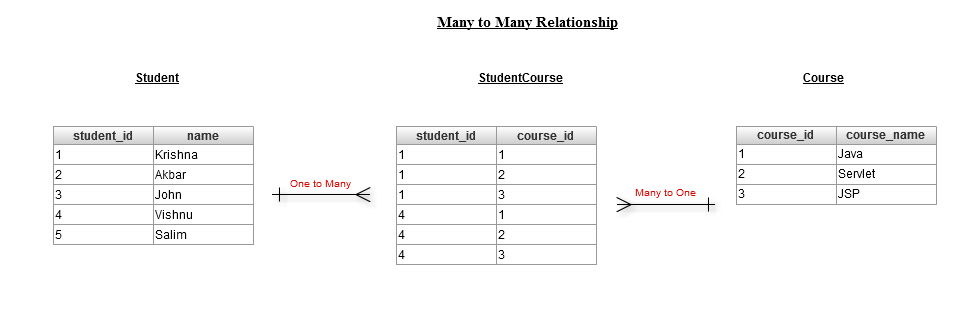 Many to Many Relationship
Student
student_id name
1 Krishna
2 Akbar
3 John
4 Vishnu
5 Salim
One to Many
StudentCourse
student_id course_id
1 1
1 2
1 3
4 1
4 2
4 3
Many to One
Course
course_id course_name
1 Java
2 Servlet
3 JSP